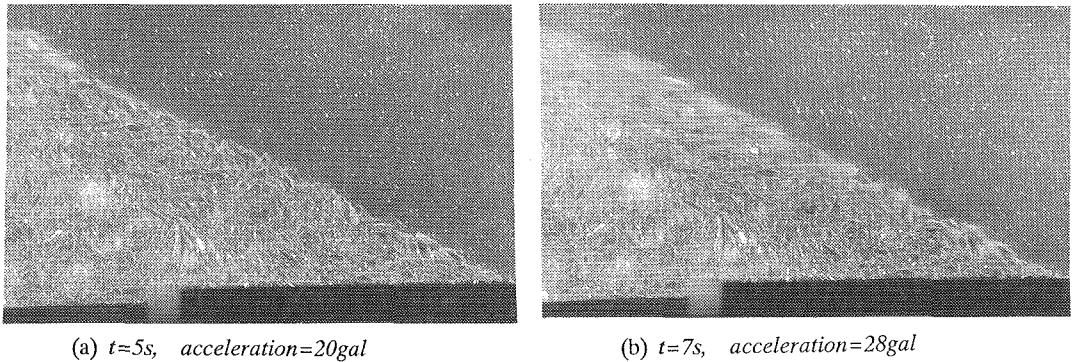 (a) t=5s, acceleration=20gal
(b) t=7s, acceleration=28gal